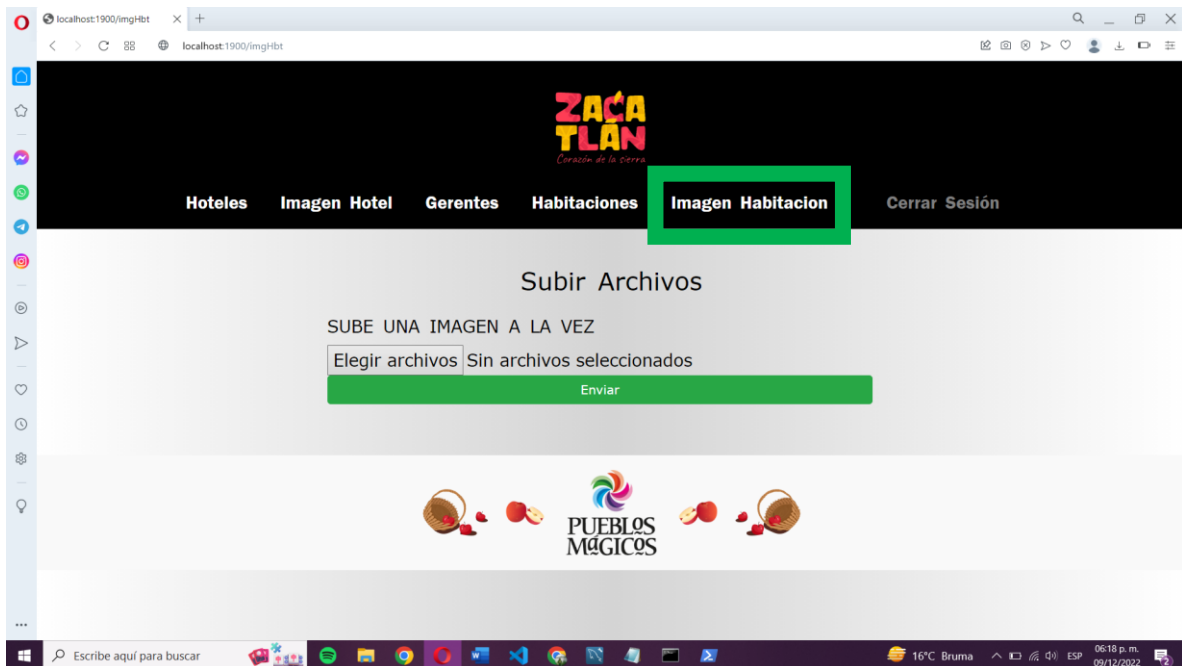 localhost:1900/imgHbt
localhost:1900/imgHbt
ZACA
TLÁN
Corazón de la sierra
Hoteles Imagen Hotel Gerentes Habitaciones Imagen Habitacion Cerrar Sesión
Subir Archivos
SUBE UNA IMAGEN A LA VEZ
Elegir archivos Sin archivos seleccionados
Enviar
PUEBLOS
MÁGICOS
Escribe aquí para buscar
16°C Bruma
ESP
06:18 p. m.
09/12/2022
2